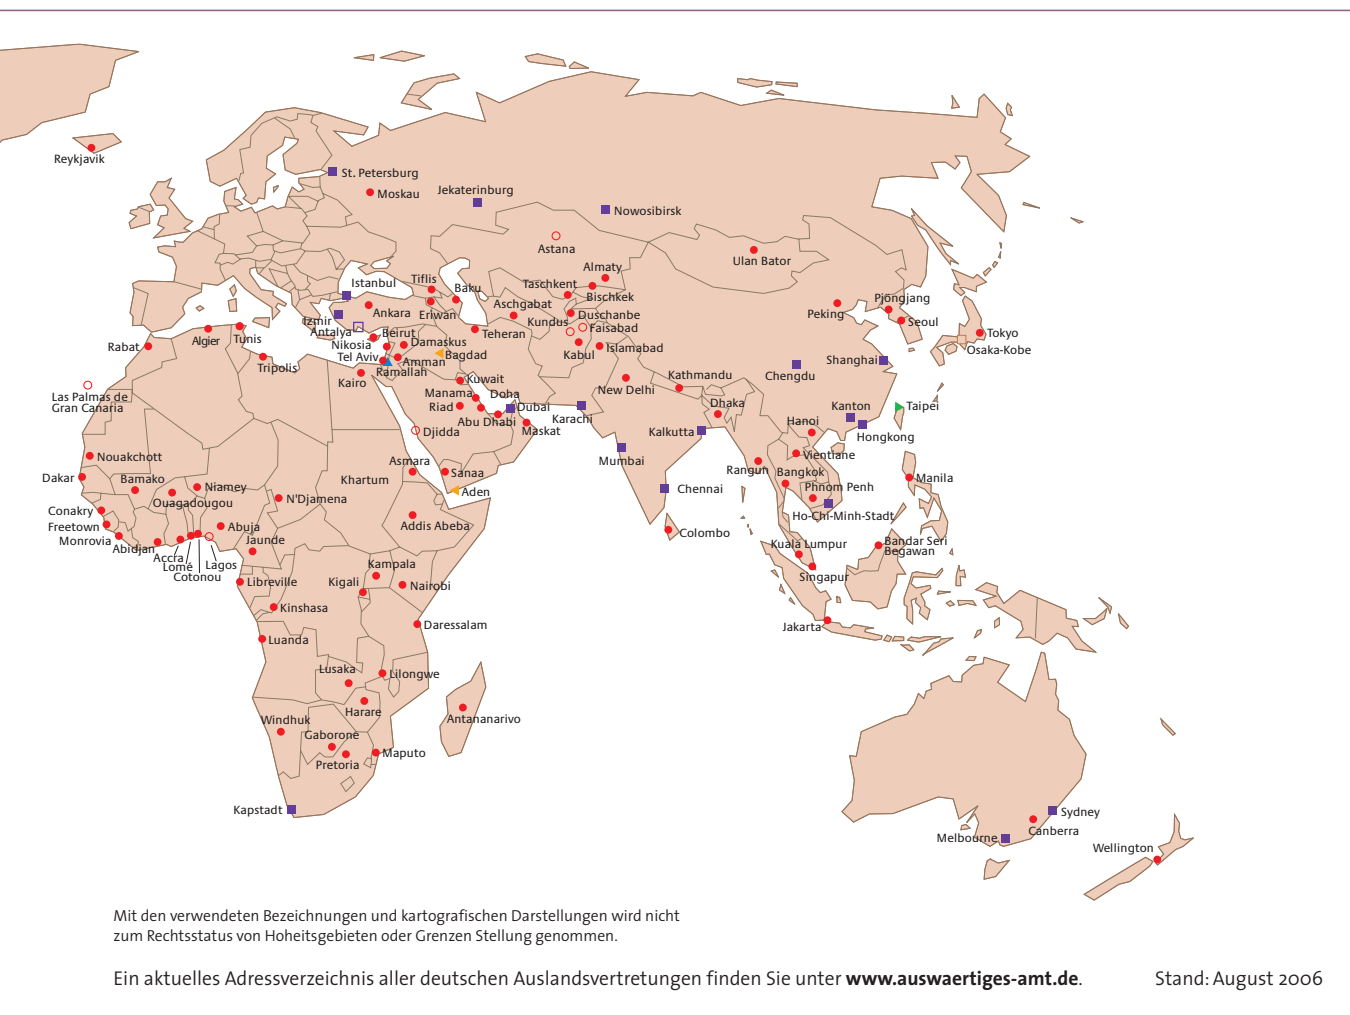 Reykjavik
St. Petersburg
Moskau
Jekaterinburg
Nowosibirsk
Astana
Ulan Bator
Almaty
Istanbul
Tiflis
Baku
Taschkent
Bischkek
Aschgabat
Pjöngjang
Izmir
Ankara
Eriwan
Duschanbe
Peking
Kundus
Faisabad
Seoul
Antalya
Beirut
Teheran
Tokyo
Algier
Tunis
Nikosia
Damaskus
Rabat
Tel Aviv
Amman
Bagdad
Kabul
Islamabad
Osaka-Kobe
Tripolis
Ramallah
Shanghai
Kairo
Kuwait
Kathmandu
Chengdu
New Delhi
Las Palmas de
Gran Canaria
Manama
Doha
Riad
Dubai
Dhaka
Kanton
Taipei
Abu Dhabi
Karachi
Hanoi
Djidda
Maskat
Kalkutta
Hongkong
Nouakchott
Asmara
Mumbai
Vientiane
Dakar
Bamako
Khartum
Sanaa
Rangun
Bangkok
Manila
Niamey
N'Djamena
Aden
Chennai
Phnom Penh
Ouagadougou
Conakry
Ho-Chi-Minh-Stadt
Freetown
Abuja
Addis Abeba
Colombo
Monrovia
Jaunde
Kuala Lumpur
Bandar Seri
Begawan
Abidjan
Accra
Lomé
Lagos
Cotonou
Kampala
Singapur
Libreville
Kigali
Nairobi
Kinshasa
Daressalam
Jakarta
Luanda
Lusaka
Lilongwe
Harare
Windhuk
Antananarivo
Gaborone
Maputo
Pretoria
Kapstadt
Sydney
Canberra
Melbourne
Wellington
Mit den verwendeten Bezeichnungen und kartografischen Darstellungen wird nicht
zum Rechtsstatus von Hoheitsgebieten oder Grenzen Stellung genommen.
Ein aktuelles Adressverzeichnis aller deutschen Auslandsvertretungen finden Sie unter www.auswaertiges-amt.de. Stand: August 2006